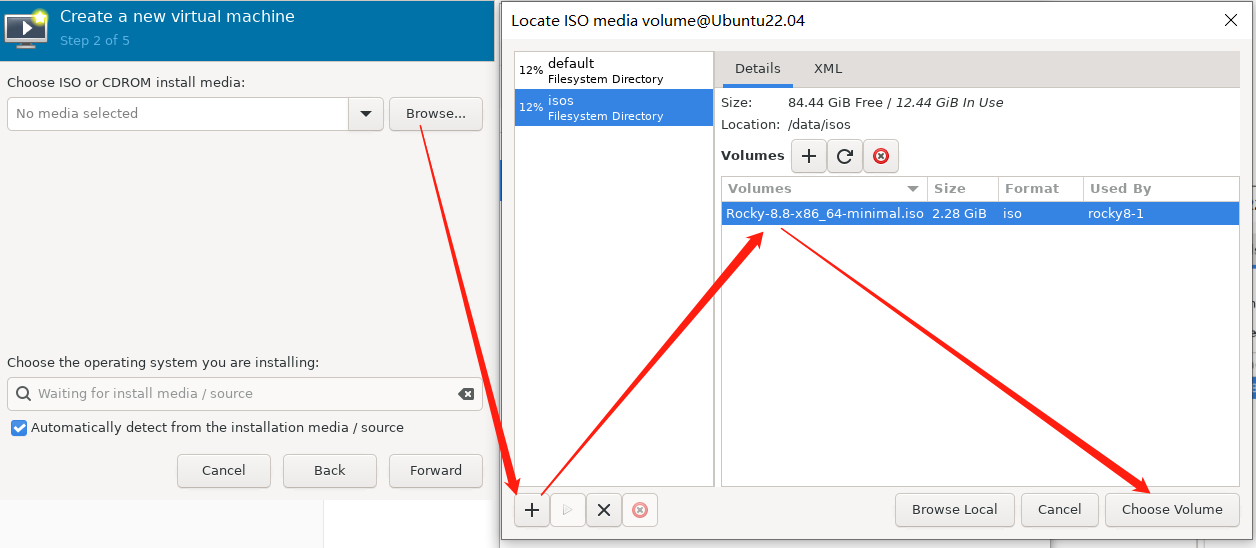 Create a new virtual machine
Step 2 of 5
Choose ISO or CDROM install media:
No media selected
Browse...
Choose the operating system you are installing:
Waiting for install media / source
Automatically detect from the installation media / source
Cancel
Back
Forward
Locate ISO media volume@Ubuntu22.04
12% default
Filesystem Directory
12% isos
Filesystem Directory
Details XML
Size: 84.44 GiB Free / 12.44 GiB In Use
Location: /data/isos
Volumes
Volumes Size Format Used By
Rocky-8.8-x86_64-minimal.iso 2.28 GiB iso rocky8-1
Browse Local
Cancel
Choose Volume